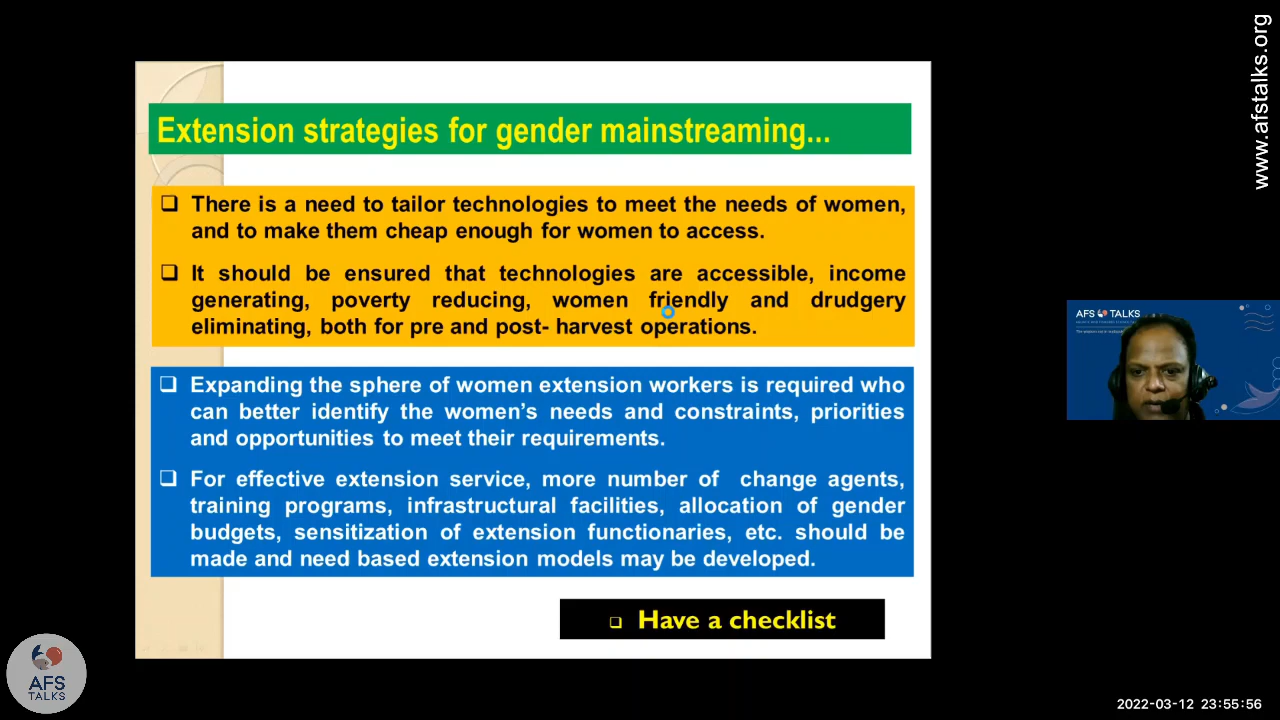 www.afstalks.org
Extension strategies for gender mainstreaming...
❑ There is a need to tailor technologies to meet the needs of women,
and to make them cheap enough for women to access.
❑ It should be ensured that technologies are accessible, income
generating, poverty reducing, women friendly and drudgery
eliminating, both for pre and post- harvest operations.
❑ Expanding the sphere of women extension workers is required who
can better identify the women’s needs and constraints, priorities
and opportunities to meet their requirements.
❑ For effective extension service, more number of change agents,
training programs, infrastructural facilities, allocation of gender
budgets, sensitization of extension functionaries, etc. should be
made and need based extension models may be developed.
❑ Have a checklist
AFS TALKS
AFS
TALKS
2022-03-12 23:55:56